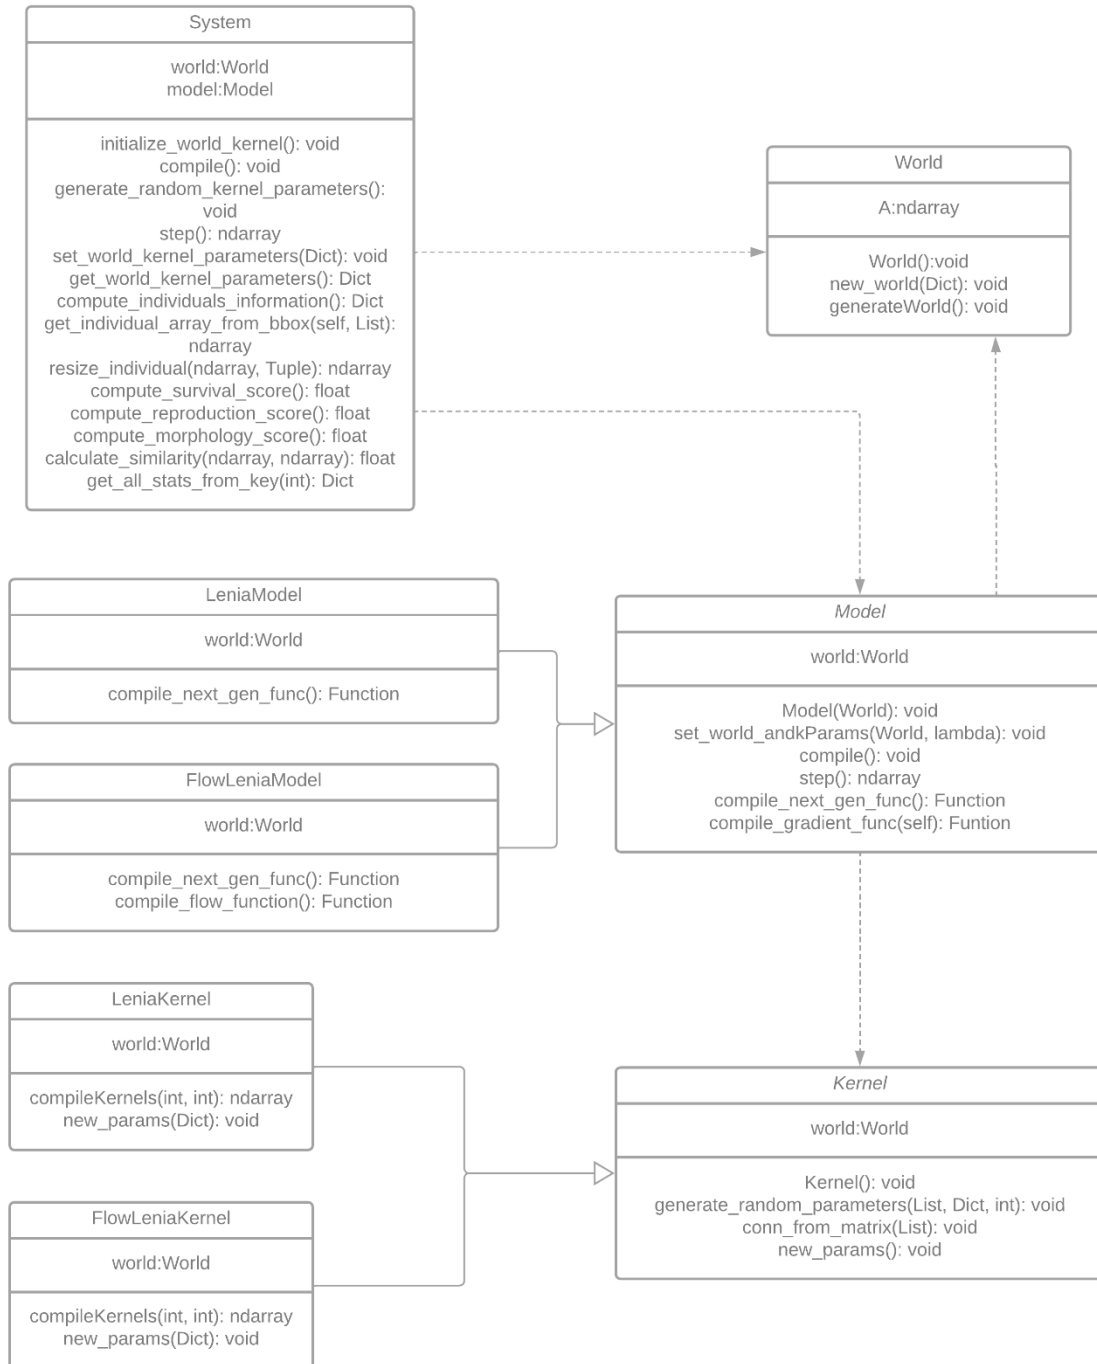 System
world:World
model:Model
initialize_world_kernel(): void
compile(): void
generate_random_kernel_parameters():
void
step(): ndarray
set_world_kernel_parameters(Dict): void
get_world_kernel_parameters(): Dict
compute_individuals_information(): Dict
get_individual_array_from_bbox(self, List):
ndarray
resize_individual(ndarray, Tuple): ndarray
compute_survival_score(): float
compute_reproduction_score(): float
compute_morphology_score(): float
calculate_similarity(ndarray, ndarray): float
get_all_stats_from_key(int): Dict
World
A:ndarray
World():void
new_world(Dict): void
generateWorld(): void
LeniaModel
world:World
compile_next_gen_func(): Function
FlowLeniaModel
world:World
compile_next_gen_func(): Function
compile_flow_function(): Function
Model
world:World
Model(World): void
set_world_andkParams(World, lambda): void
compile(): void
step(): ndarray
compile_next_gen_func(): Function
compile_gradient_func(self): Funtion
LeniaKernel
world:World
compileKernels(int, int): ndarray
new_params(Dict): void
FlowLeniaKernel
world:World
compileKernels(int, int): ndarray
new_params(Dict): void
Kernel
world:World
Kernel(): void
generate_random_parameters(List, Dict, int): void
conn_from_matrix(List): void
new_params(): void